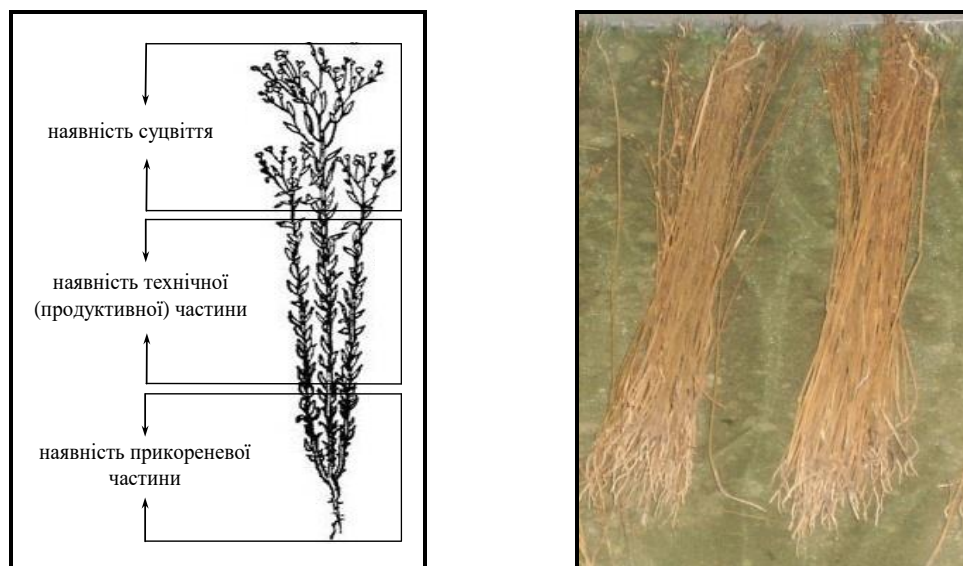 наявність суцвіття
наявність технічної
(продуктивної) частини
наявність прикореневої
частини